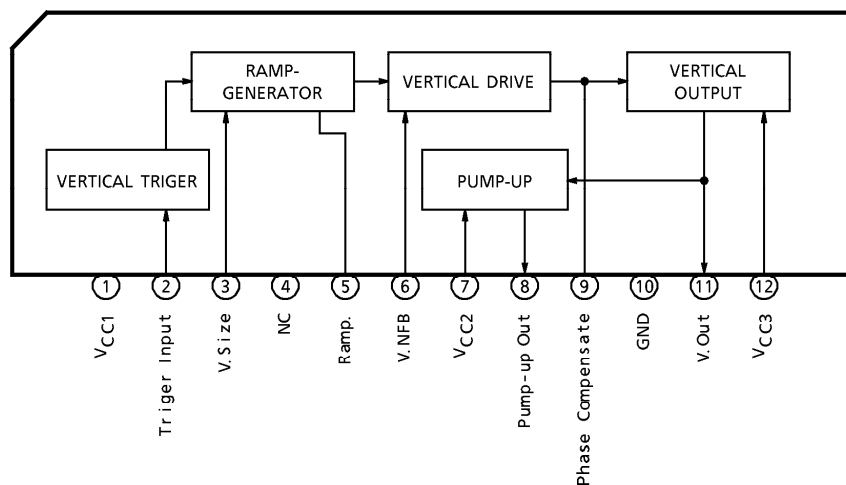 RAMP-
GENERATOR
VERTICAL DRIVE
VERTICAL
OUTPUT
VERTICAL TRIGER
PUMP-UP
1
2
3
4
5
6
7
8
9
10
11
12
VCC1
Triger Input
V.Size
NC
Ramp.
V.NFB
VCC2
Pump-up Out
Phase Compensate
GND
V.Out
VCC3